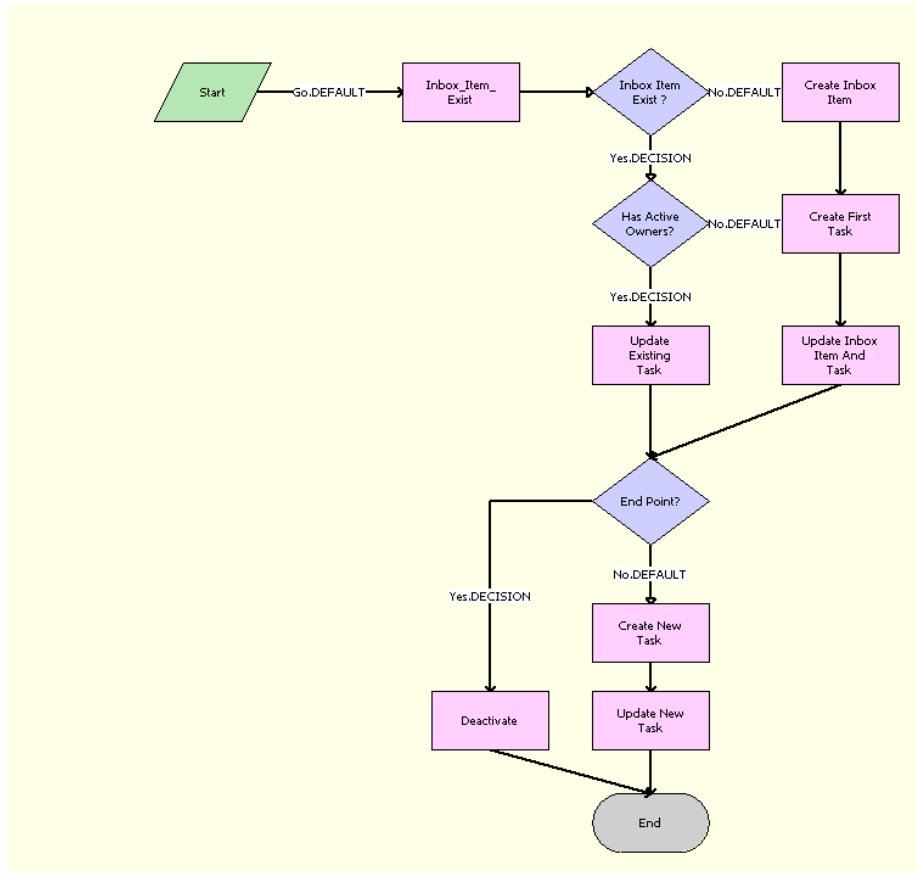 Start
Go.DEFAULT
Inbox_Item_
Exist
Inbox Item
Exist ?
No.DEFAULT
Create Inbox
Item
Yes.DECISION
Has Active
Owners?
No.DEFAULT
Create First
Task
Yes.DECISION
Update
Existing
Task
Update Inbox
Item And
Task
End Point?
No.DEFAULT
Yes.DECISION
Create New
Task
Deactivate
Update New
Task
End